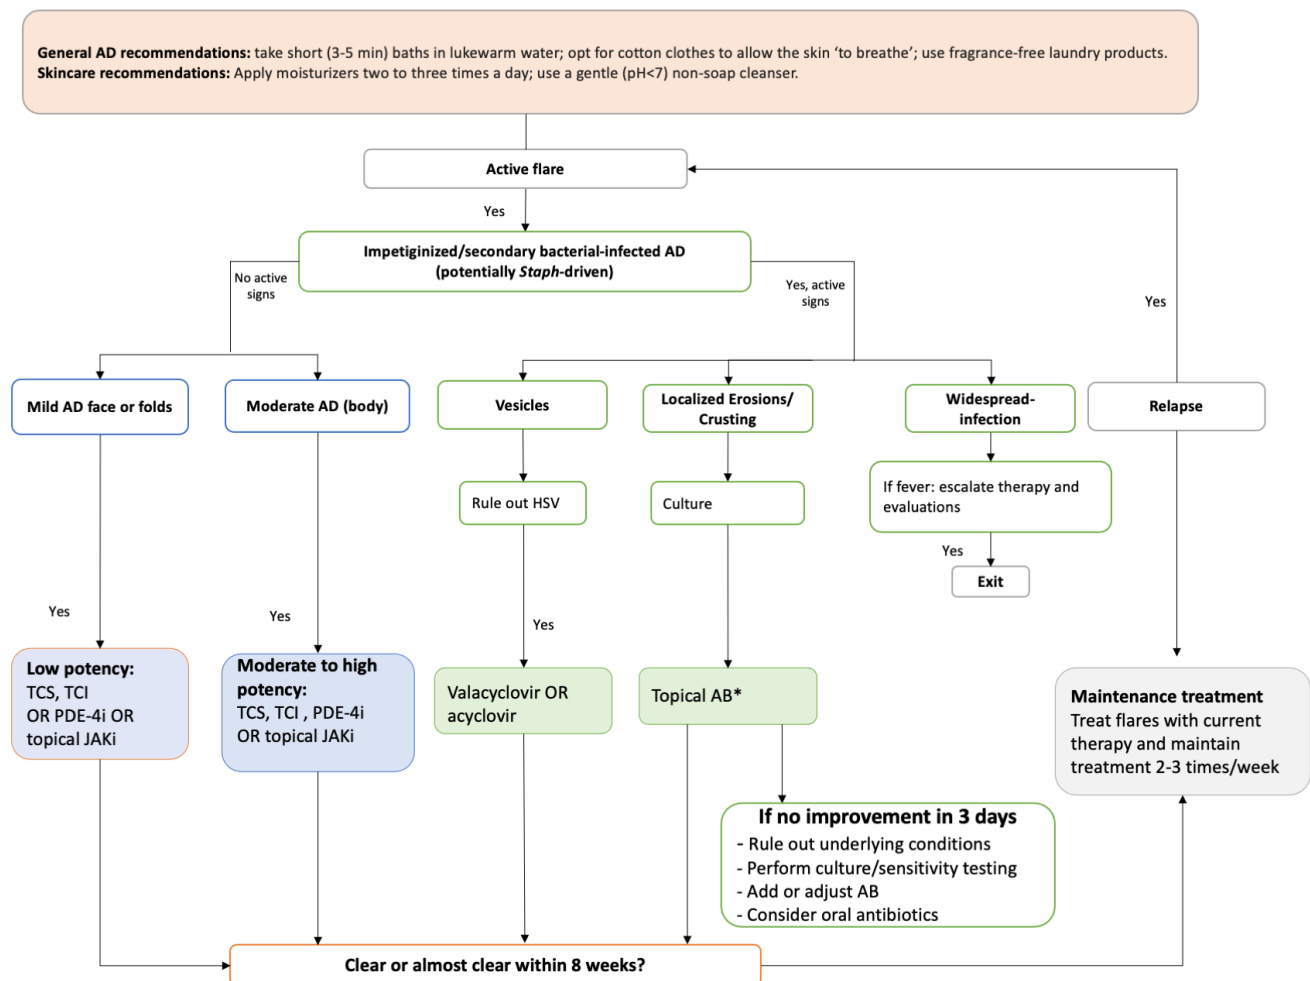 General AD recommendations: take short (3-5 min) baths in lukewarm water; opt for cotton clothes to allow the skin ‘to breathe’; use fragrance-free laundry products.
Skincare recommendations: Apply moisturizers two to three times a day; use a gentle (pH<7) non-soap cleanser.
Active flare
Yes
Impetiginized/secondary bacterial-infected AD
(potentially Staph-driven)
No active
signs
Yes, active
signs
Yes
Mild AD face or folds
Moderate AD (body)
Vesicles
Localized Erosions/
Crusting
Widespread-
infection
Relapse
Rule out HSV
Culture
If fever: escalate therapy and
evaluations
Yes
Exit
Yes
Yes
Yes
Low potency:
TCS, TCI
OR PDE-4i OR
topical JAKi
Moderate to high
potency:
TCS, TCI , PDE-4i
OR topical JAKi
Valacyclovir OR
acyclovir
Topical AB*
Maintenance treatment
Treat flares with current
therapy and maintain
treatment 2-3 times/week
If no improvement in 3 days
- Rule out underlying conditions
- Perform culture/sensitivity testing
- Add or adjust AB
- Consider oral antibiotics
Clear or almost clear within 8 weeks?